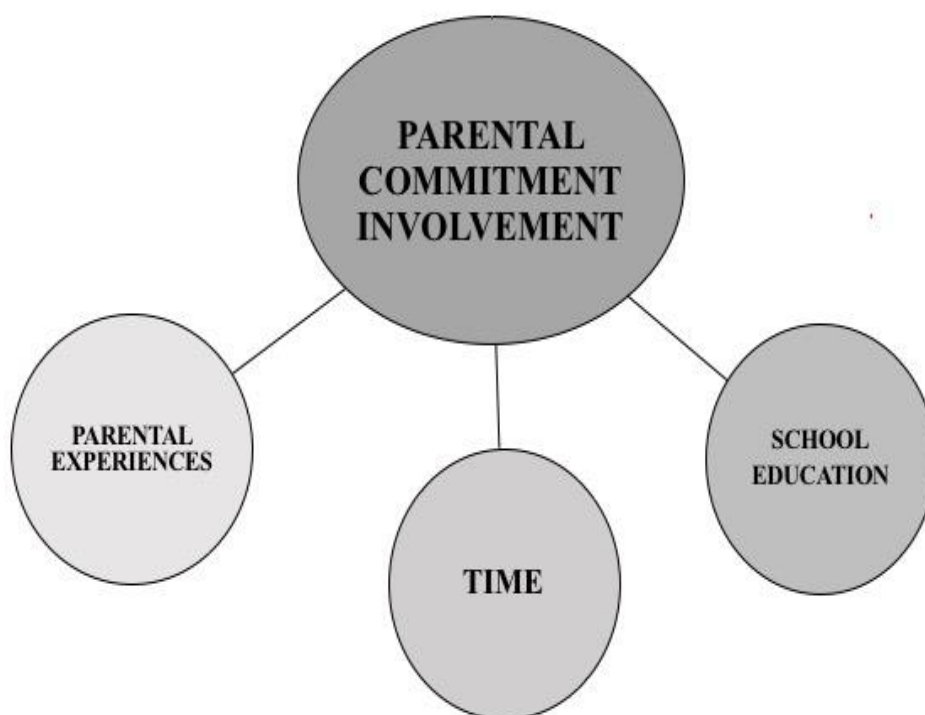 PARENTAL
COMMITMENT
INVOLVEMENT
PARENTAL
EXPERIENCES
TIME
SCHOOL
EDUCATION